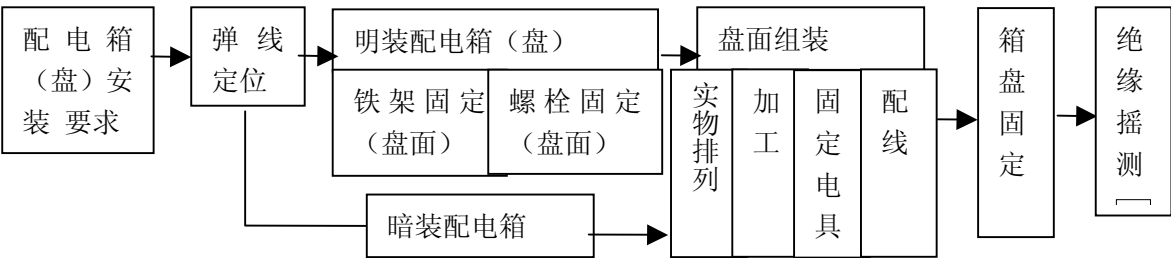 配电箱
（盘）安
装 要求
弹线
定位
明装配电箱（盘）
铁架固定
（盘面）
螺栓固定
（盘面）
暗装配电箱
盘面组装
实物排列
加工
固定电具
配线
箱盘固定
绝缘摇测